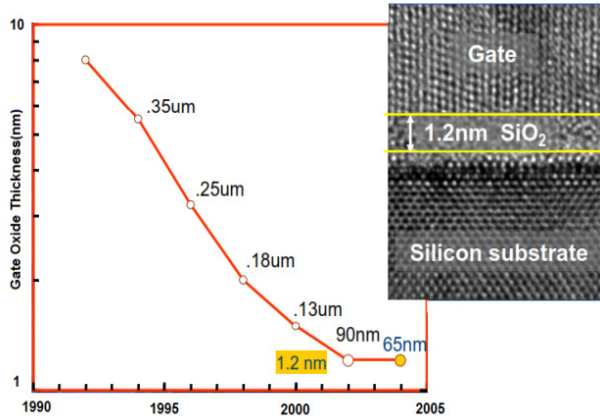 Gate Oxide Thickness(nm)
10
1
.35um
.25um
.18um
.13um
90nm
65nm
1.2 nm
1990
1995
2000
2005
Gate
1.2nm SiO₂
Silicon substrate